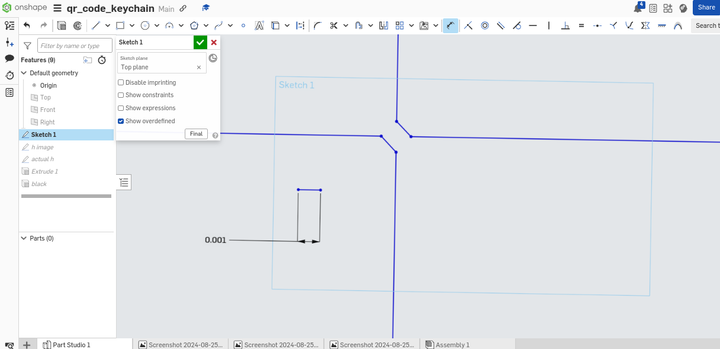 onshape qr_code_keychain Main 4 Share
Search t
Filter by name or type
Features (9)
Default geometry
Origin
Top
Front
Right
Sketch 1
h image
actual h
Extrude 1
black
Parts (0)
Sketch 1
Sketch plane
Top plane
Disable imprinting
Show constraints
Show expressions
Show overdefined
Final
Sketch 1
0.001
Part Studio 1 Screenshot 2024-08-25... Screenshot 2024-08-25... Screenshot 2024-08-25... Assembly 1